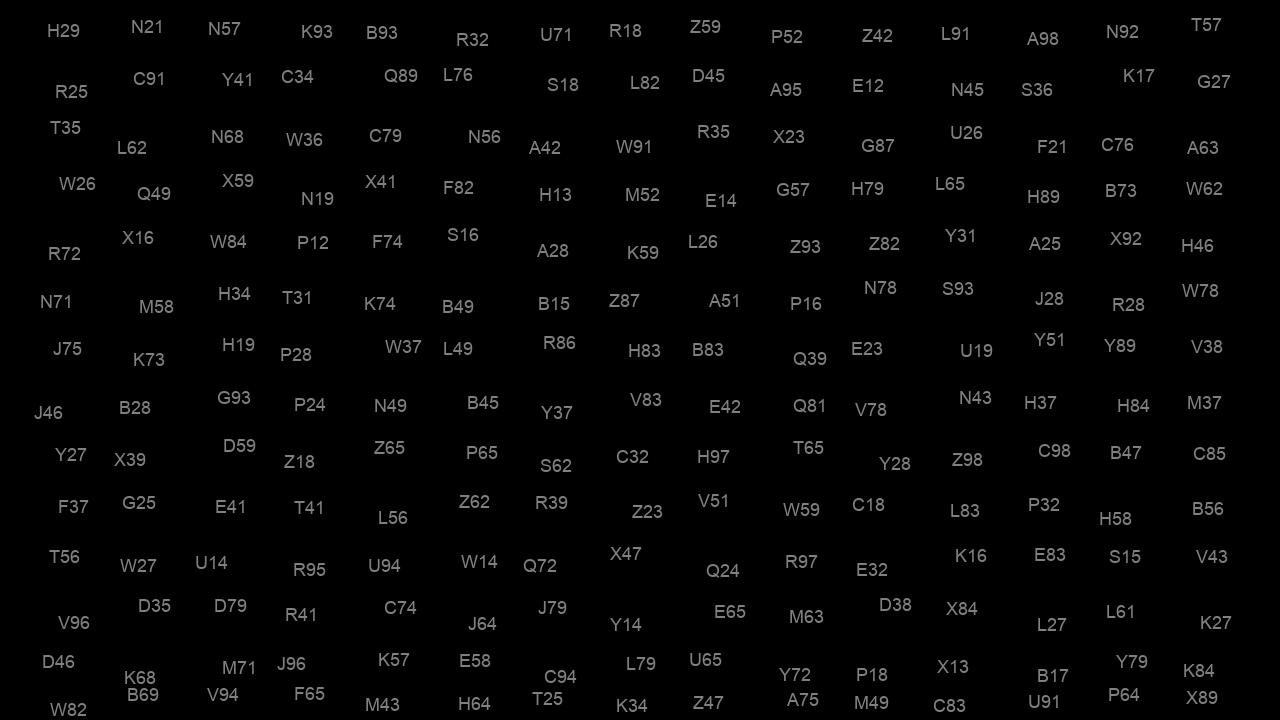 H29 N21 N57 K93 B93 R32 U71 R18 Z59 P52 Z42 L91 A98 N92 T57
R25 C91 Y41 C34 Q89 L76 S18 L82 D45 A95 E12 N45 S36 K17 G27
T35 L62 N68 W36 C79 N56 A42 W91 R35 X23 G87 U26 F21 C76 A63
W26 Q49 X59 N19 X41 F82 H13 M52 E14 G57 H79 L65 H89 B73 W62
R72 X16 W84 P12 F74 S16 A28 K59 L26 Z93 Z82 Y31 A25 X92 H46
N71 M58 H34 T31 K74 B49 B15 Z87 A51 P16 N78 S93 J28 R28 W78
J75 K73 H19 P28 W37 L49 R86 H83 B83 Q39 E23 U19 Y51 Y89 V38
J46 B28 G93 P24 N49 B45 Y37 V83 E42 Q81 V78 N43 H37 H84 M37
Y27 X39 D59 Z18 Z65 P65 S62 C32 H97 T65 Y28 Z98 C98 B47 C85
F37 G25 E41 T41 L56 Z62 R39 Z23 V51 W59 C18 L83 P32 H58 B56
T56 W27 U14 R95 U94 W14 Q72 X47 Q24 R97 E32 K16 E83 S15 V43
V96 D35 D79 R41 C74 J64 J79 Y14 E65 M63 D38 X84 L27 L61 K27
D46 K68 M71 J96 K57 E58 C94 L79 U65 Y72 P18 X13 B17 Y79 K84
W82 B69 V94 F65 M43 H64 T25 K34 Z47 A75 M49 C83 U91 P64 X89